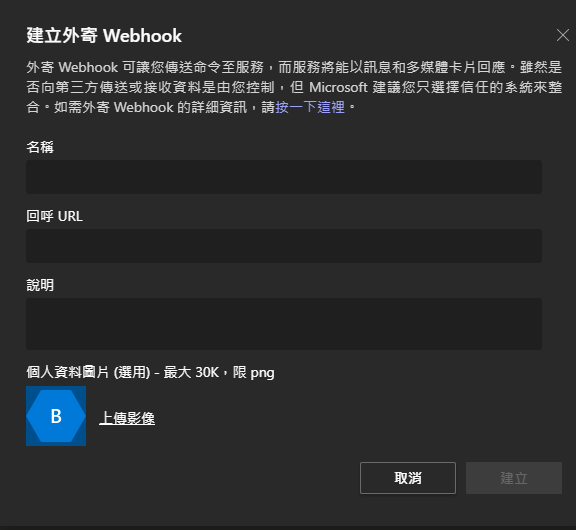 建立外寄 Webhook
外寄 Webhook 可讓您傳送命令至服務，而服務將能以訊息和多媒體卡片回應。雖然是
否向第三方傳送或接收資料是由您控制，但 Microsoft 建議您只選擇信任的系統來整
合。如需外寄 Webhook 的詳細資訊，請按一下這裡。
名稱
回呼 URL
說明
個人資料圖片 (選用) - 最大 30K，限 png
B
上傳影像
取消
建立